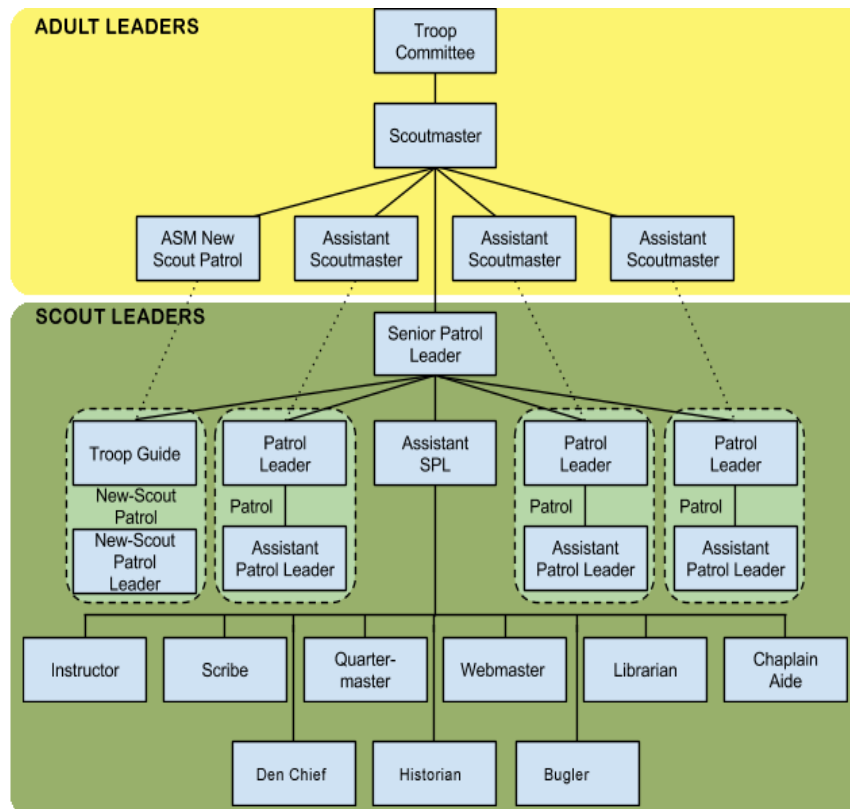 ADULT LEADERS
Troop
Committee
Scoutmaster
ASM New
Scout Patrol
Assistant
Scoutmaster
Assistant
Scoutmaster
Assistant
Scoutmaster
SCOUT LEADERS
Senior Patrol
Leader
Troop Guide
New-Scout
Patrol
New-Scout
Patrol
Leader
Patrol
Leader
Patrol
Assistant
Patrol Leader
Assistant
SPL
Patrol
Leader
Patrol
Assistant
Patrol Leader
Patrol
Leader
Patrol
Assistant
Patrol Leader
Instructor
Scribe
Quarter-
master
Webmaster
Librarian
Chaplain
Aide
Den Chief
Historian
Bugler